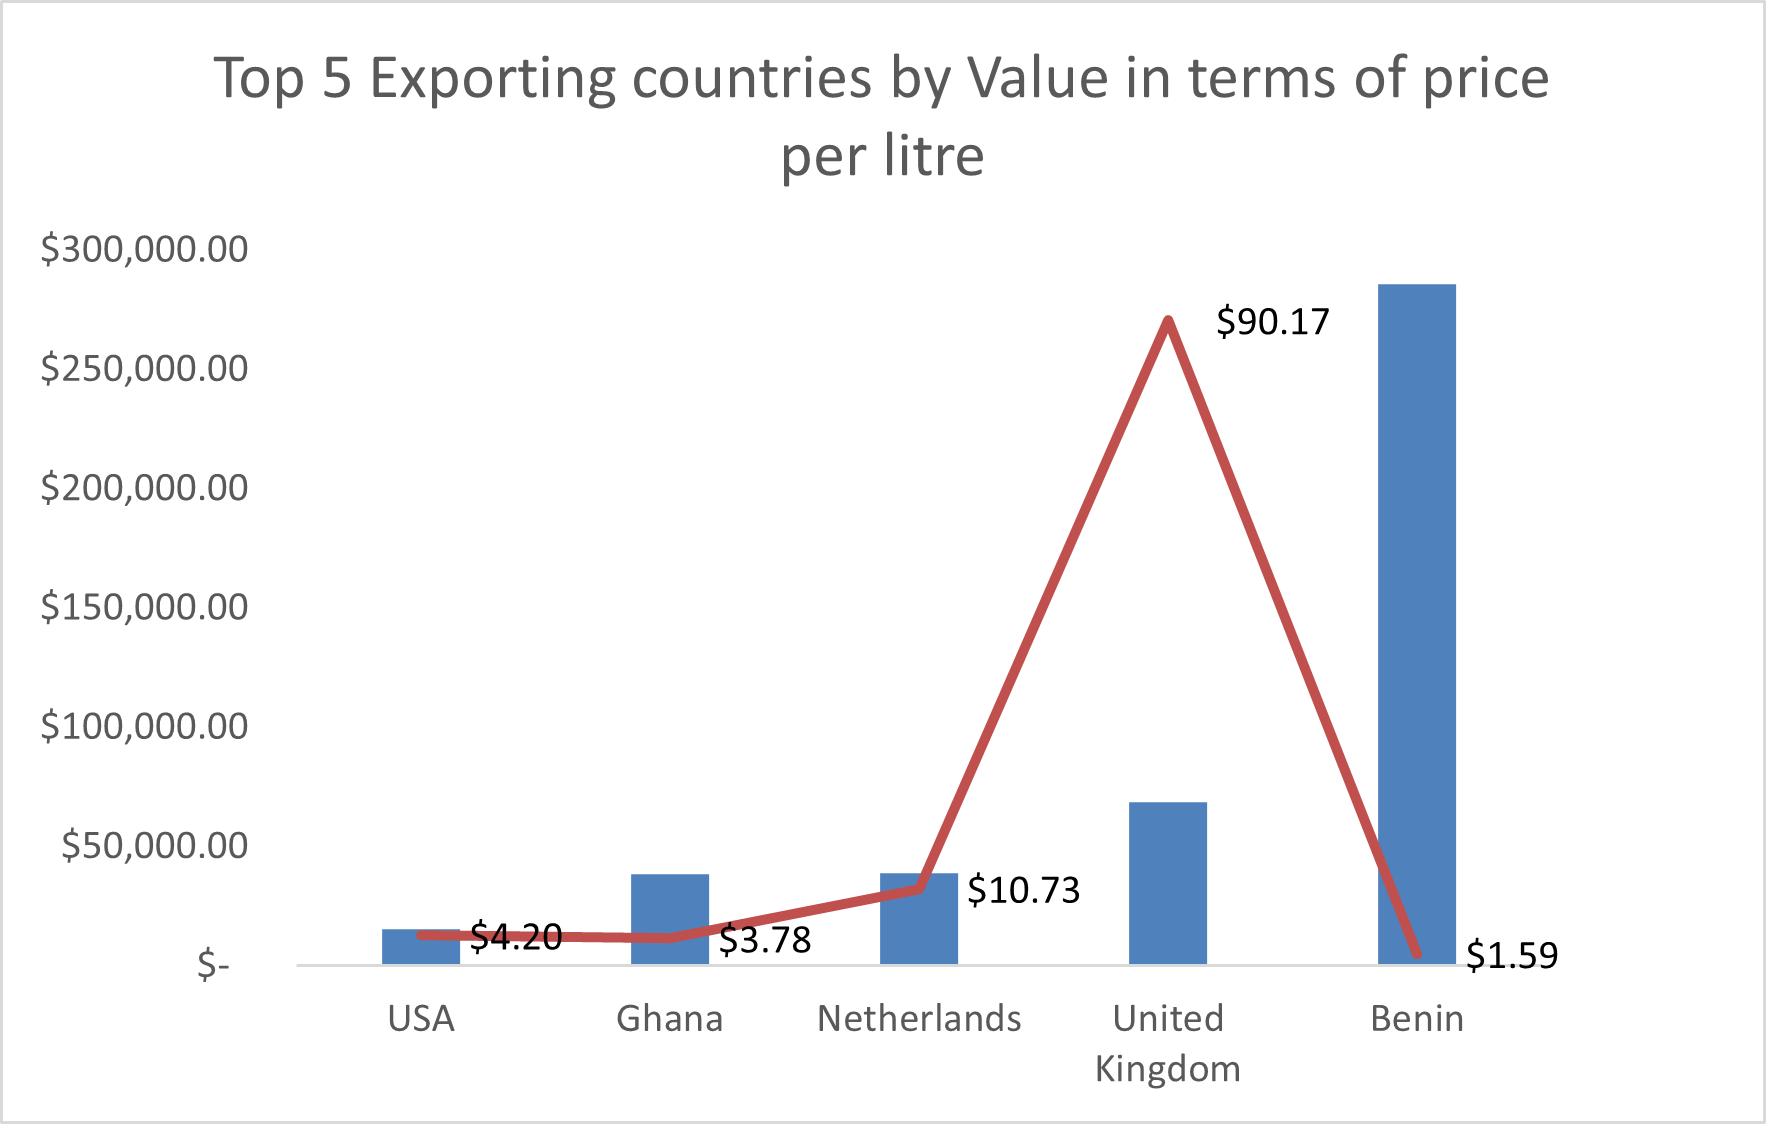 Top 5 Exporting countries by Value in terms of price
per litre
$300,000.00
$250,000.00
$200,000.00
$150,000.00
$100,000.00
$50,000.00
$-
$4.20
$3.78
$10.73
$90.17
$1.59
USA
Ghana
Netherlands
United
Kingdom
Benin